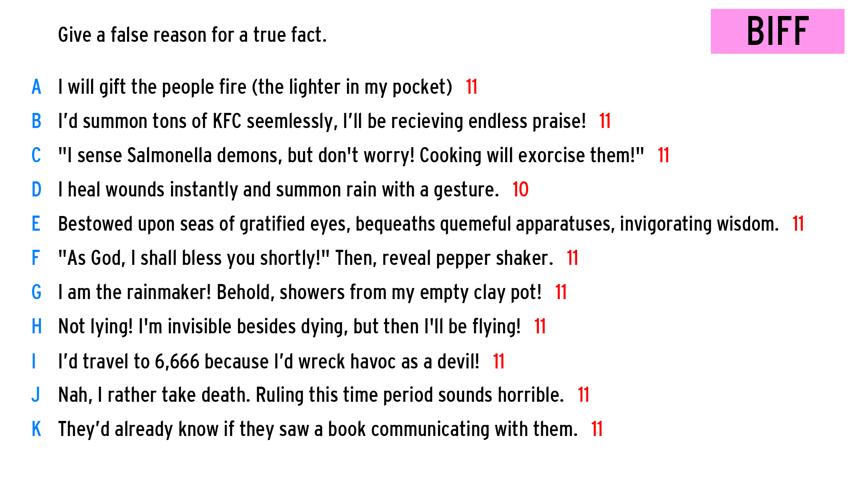 Give a false reason for a true fact.
BIFF
A I will gift the people fire (the lighter in my pocket) 11
B I'd summon tons of KFC seemlessly, I'll be recieving endless praise! 11
C "I sense Salmonella demons, but don't worry! Cooking will exorcise them!" 11
D I heal wounds instantly and summon rain with a gesture. 10
E Bestowed upon seas of gratified eyes, bequeaths quemeful apparatuses, invigorating wisdom. 11
F "As God, I shall bless you shortly!" Then, reveal pepper shaker. 11
G I am the rainmaker! Behold, showers from my empty clay pot! 11
H Not lying! I'm invisible besides dying, but then I'll be flying! 11
I I'd travel to 6,666 because I'd wreck havoc as a devil! 11
J Nah, I rather take death. Ruling this time period sounds horrible. 11
K They'd already know if they saw a book communicating with them. 11